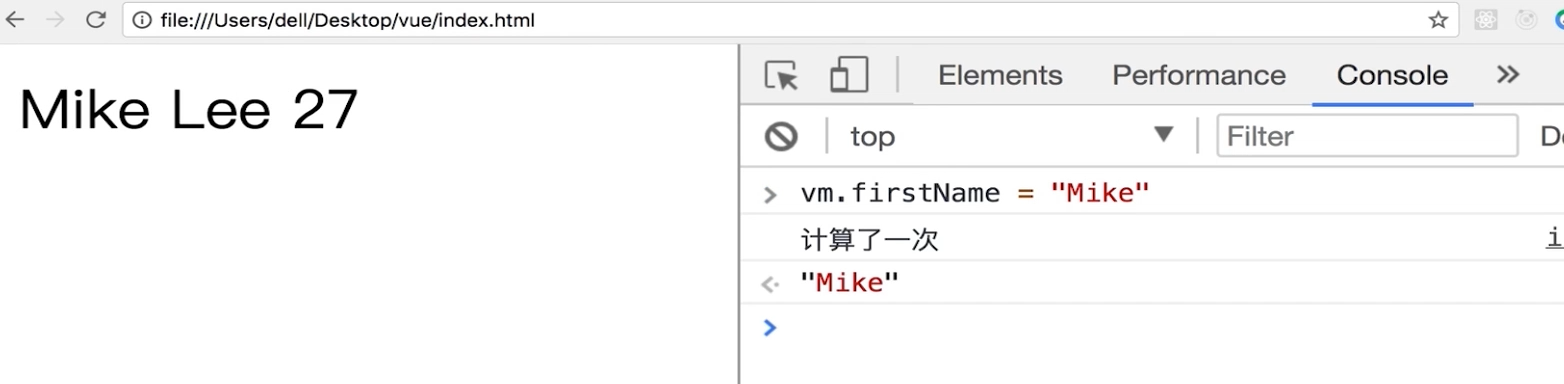 file:///Users/dell/Desktop/vue/index.html
Mike Lee 27
Elements Performance Console
top Filter
vm.firstName = "Mike"
计算了一次
"Mike"